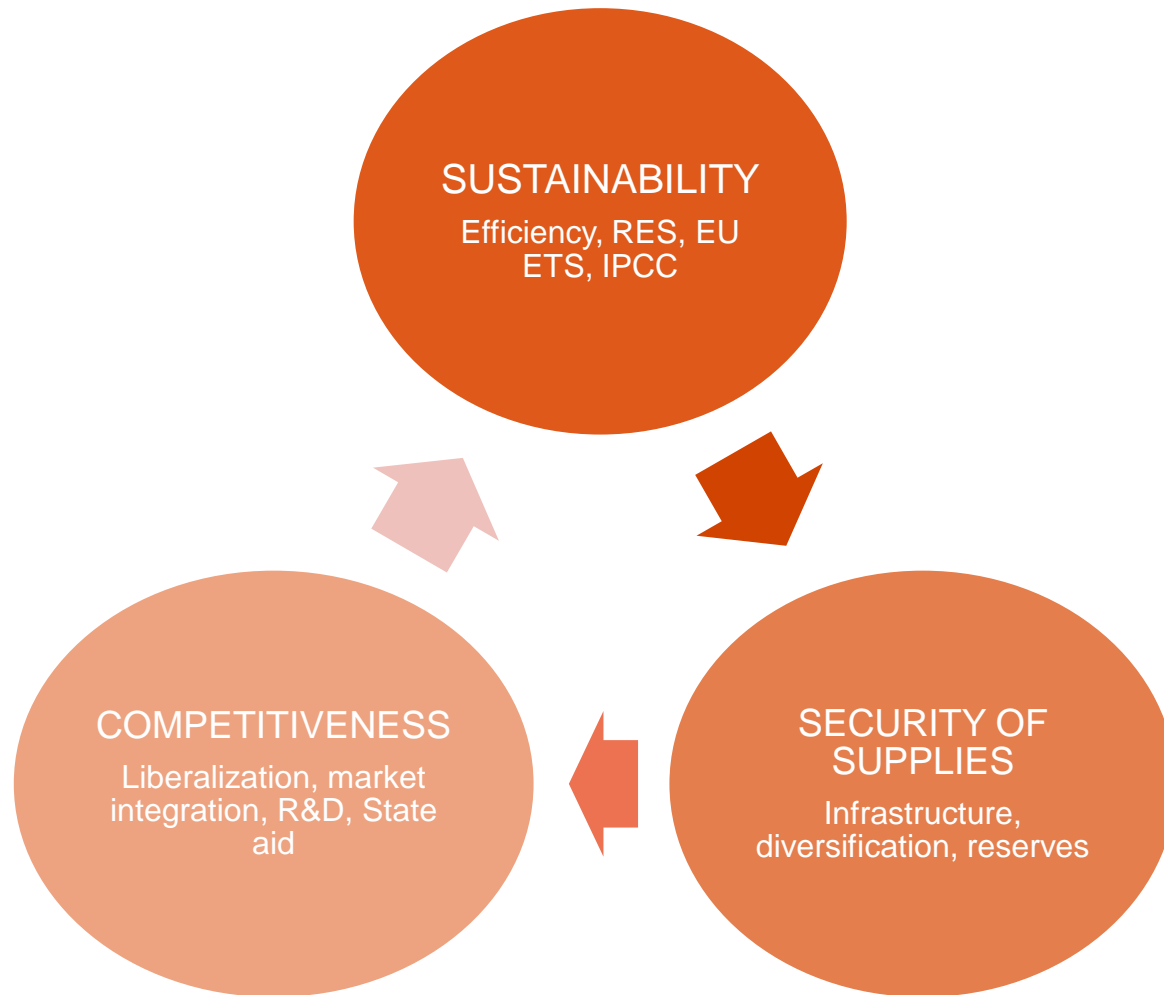 SUSTAINABILITY
Efficiency, RES, EU
ETS, IPCC
COMPETITIVENESS
Liberalization, market
integration, R&D, State
aid
SECURITY OF
SUPPLIES
Infrastructure,
diversification, reserves